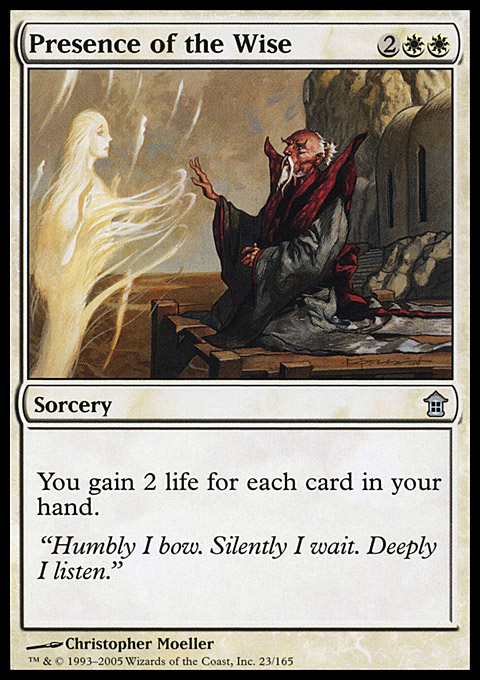 Presence of the Wise 2
Sorcery
You gain 2 life for each card in your
hand.
“Humbly I bow. Silently I wait. Deeply
I listen.”
Christopher Moeller
™ & © 1993–2005 Wizards of the Coast, Inc. 23/165